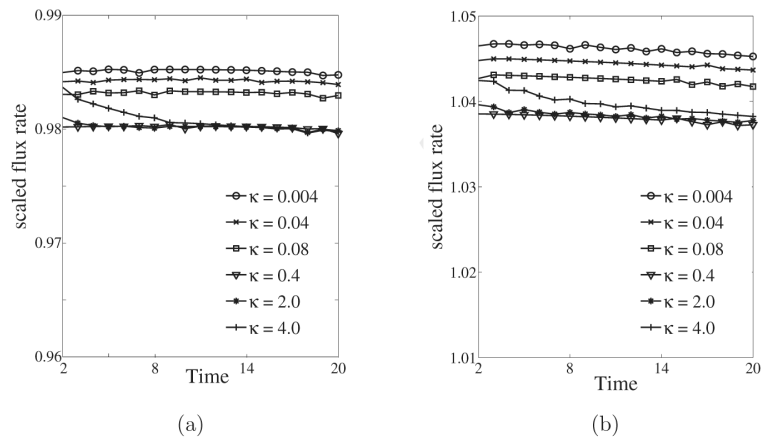 0.99
0.98
0.97
0.96
scaled flux rate
2
8
14
20
Time
κ = 0.004
κ = 0.04
κ = 0.08
κ = 0.4
κ = 2.0
κ = 4.0
(a)
1.05
1.04
1.03
1.02
1.01
scaled flux rate
2
8
14
20
Time
κ = 0.004
κ = 0.04
κ = 0.08
κ = 0.4
κ = 2.0
κ = 4.0
(b)